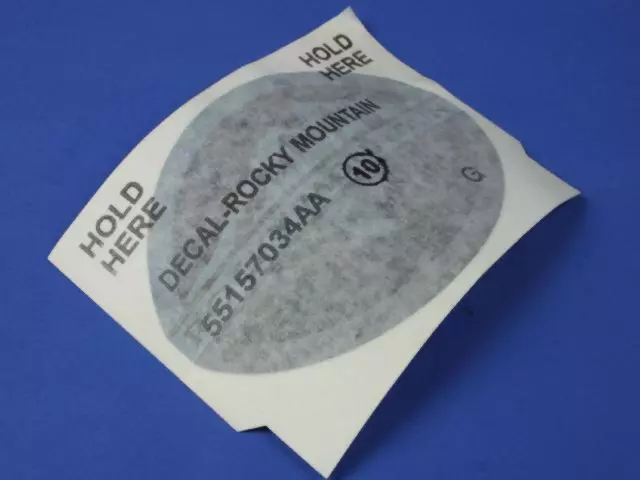 HOLD
HERE
HOLD
HERE
DECAL-ROCKY MOUNTAIN
10
55157034AA
G